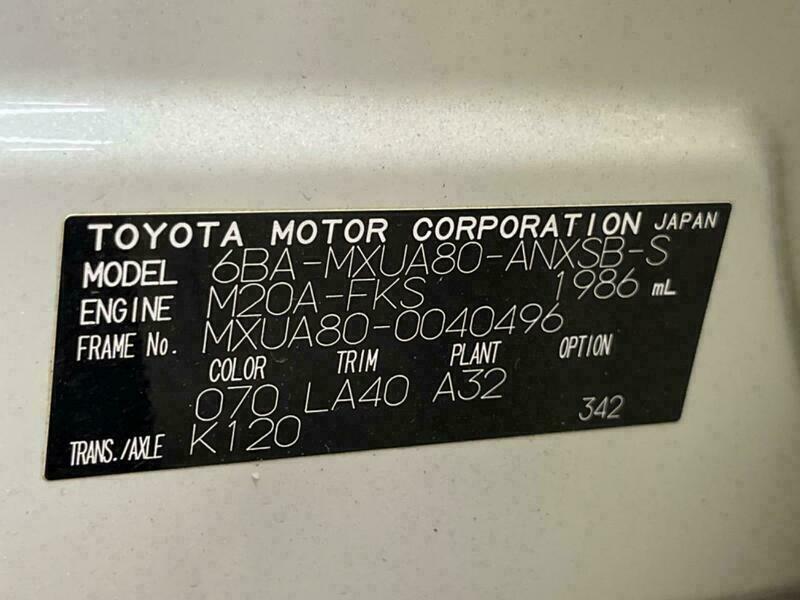 TOYOTA MOTOR CORPORATION JAPAN
MODEL 6BA-MXUA80-ANXSB-S
ENGINE M20A-FKS 1986 mL
FRAME No. MXUA80-0040496
COLOR TRIM PLANT OPTION
070 LA40 A32 342
TRANS./AXLE K120